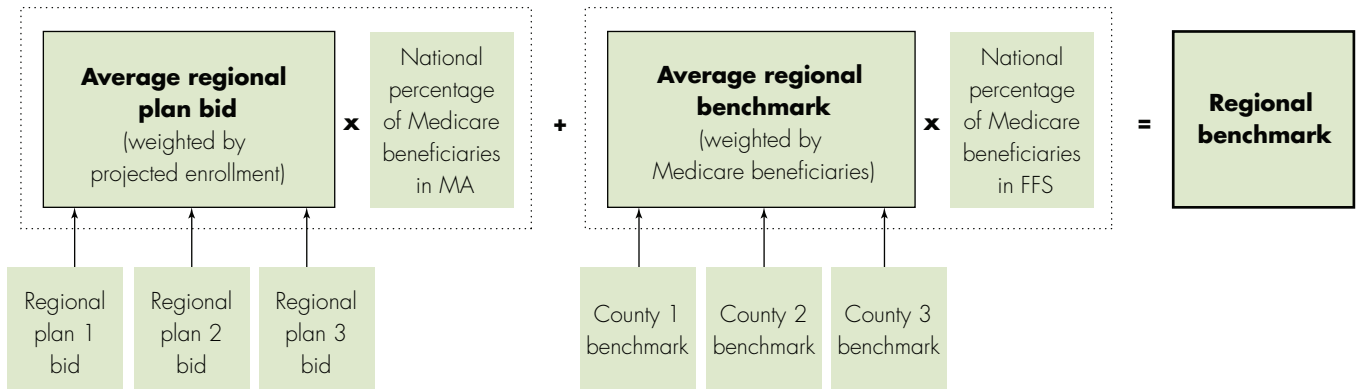 Average regional
plan bid
(weighted by
projected enrollment)
x
National
percentage
of Medicare
beneficiaries
in MA
+
Average regional
benchmark
(weighted by
Medicare beneficiaries)
x
National
percentage
of Medicare
beneficiaries
in FFS
=
Regional
benchmark
Regional
plan 1
bid
Regional
plan 2
bid
Regional
plan 3
bid
County 1
benchmark
County 2
benchmark
County 3
benchmark